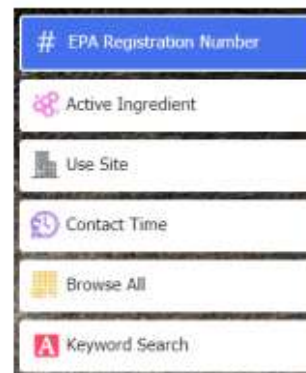 # EPA Registration Number
Active Ingredient
Use Site
Contact Time
Browse All
A Keyword Search